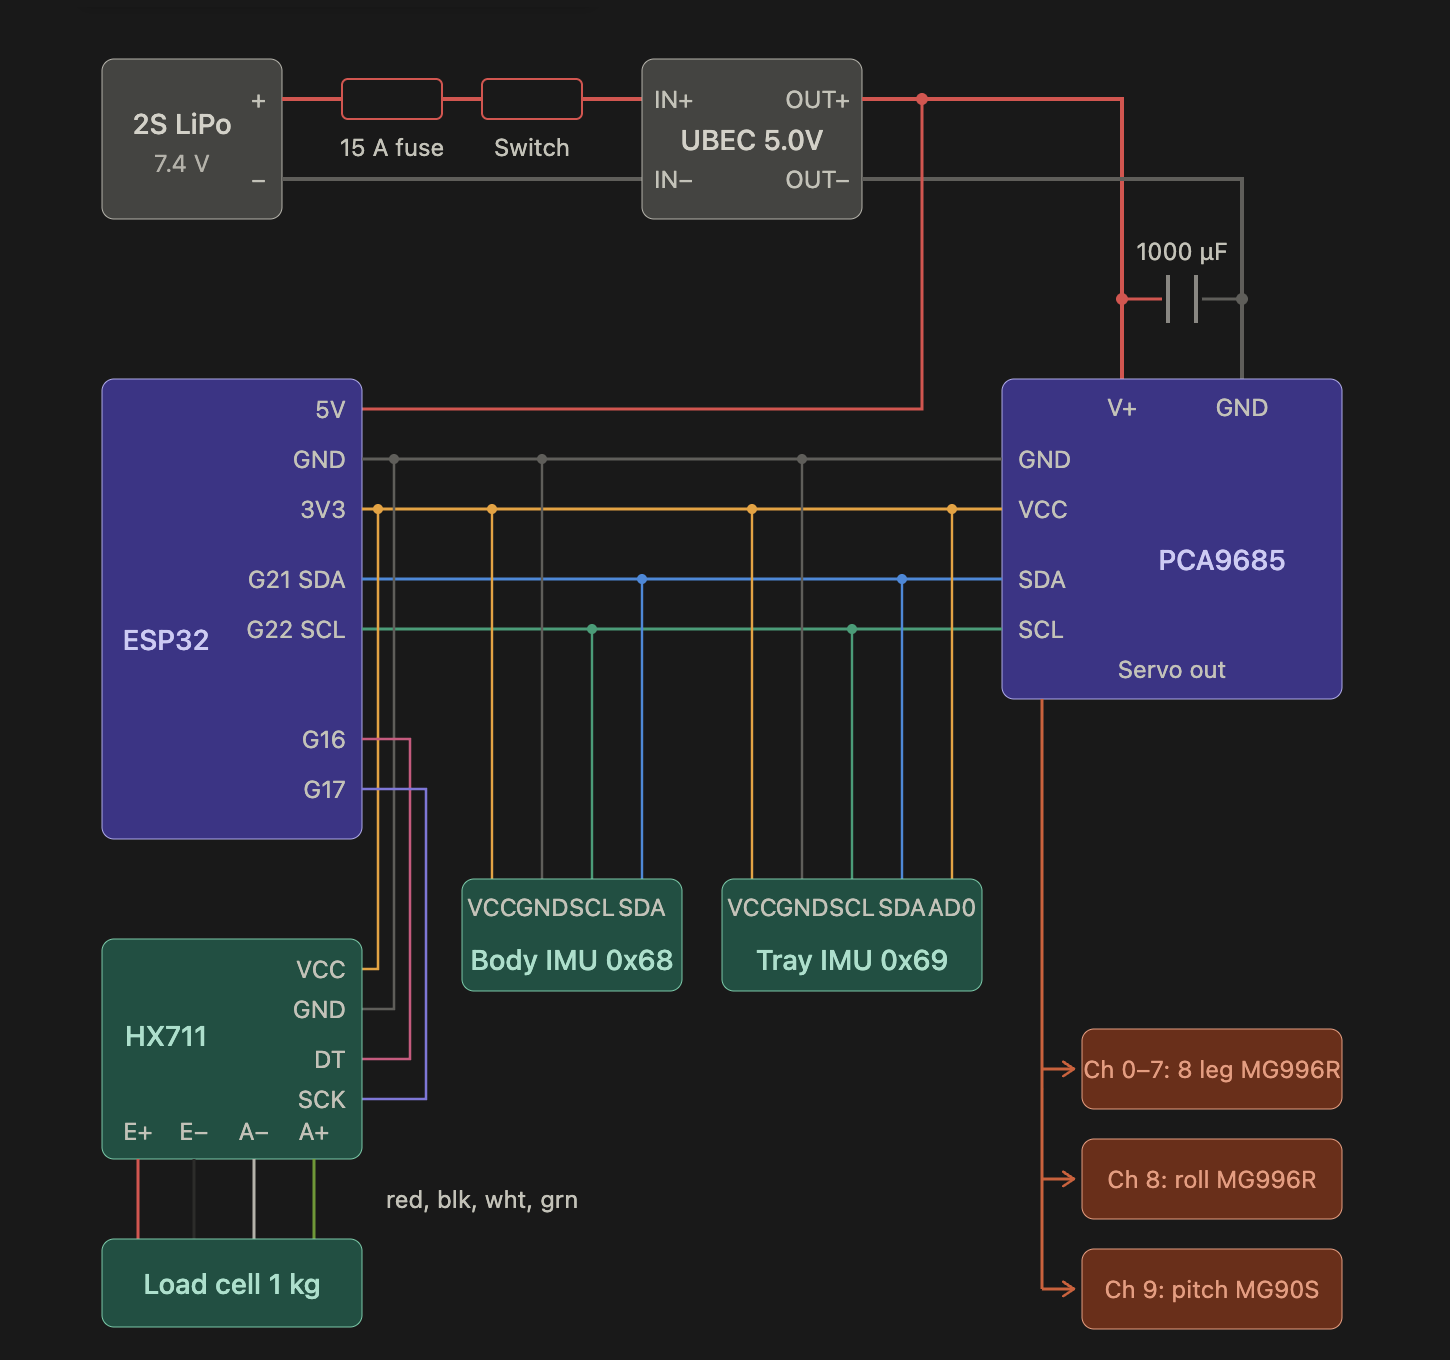 2S LiPo
7.4 V
+
−
15 A fuse
Switch
IN+
OUT+
UBEC 5.0V
IN−
OUT−
1000 µF
ESP32
5V
GND
3V3
G21 SDA
G22 SCL
G16
G17
V+
GND
GND
VCC
SDA
SCL
PCA9685
Servo out
VCC
GND
SCL
SDA
Body IMU 0x68
VCC
GND
SCL
SDA
AD0
Tray IMU 0x69
HX711
VCC
GND
DT
SCK
E+
E−
A−
A+
red, blk, wht, grn
Load cell 1 kg
Ch 0–7: 8 leg MG996R
Ch 8: roll MG996R
Ch 9: pitch MG90S